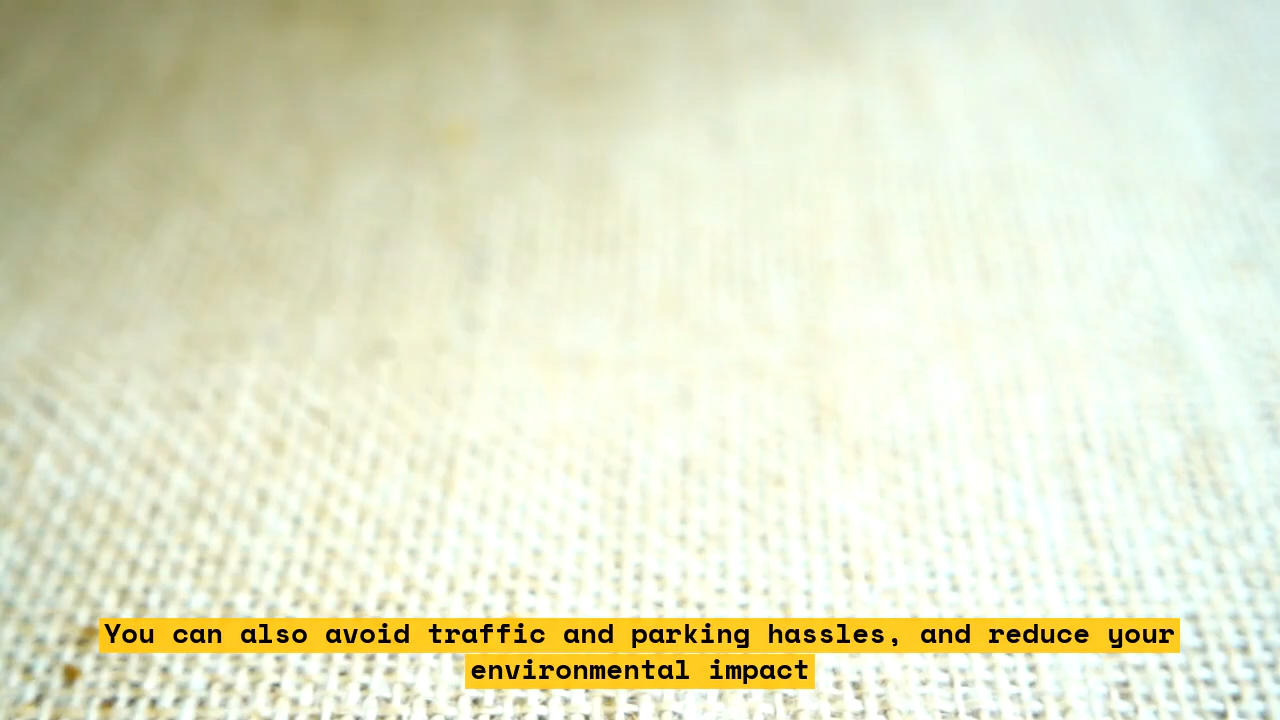 You can also avoid traffic and parking hassles, and reduce your
environmental impact